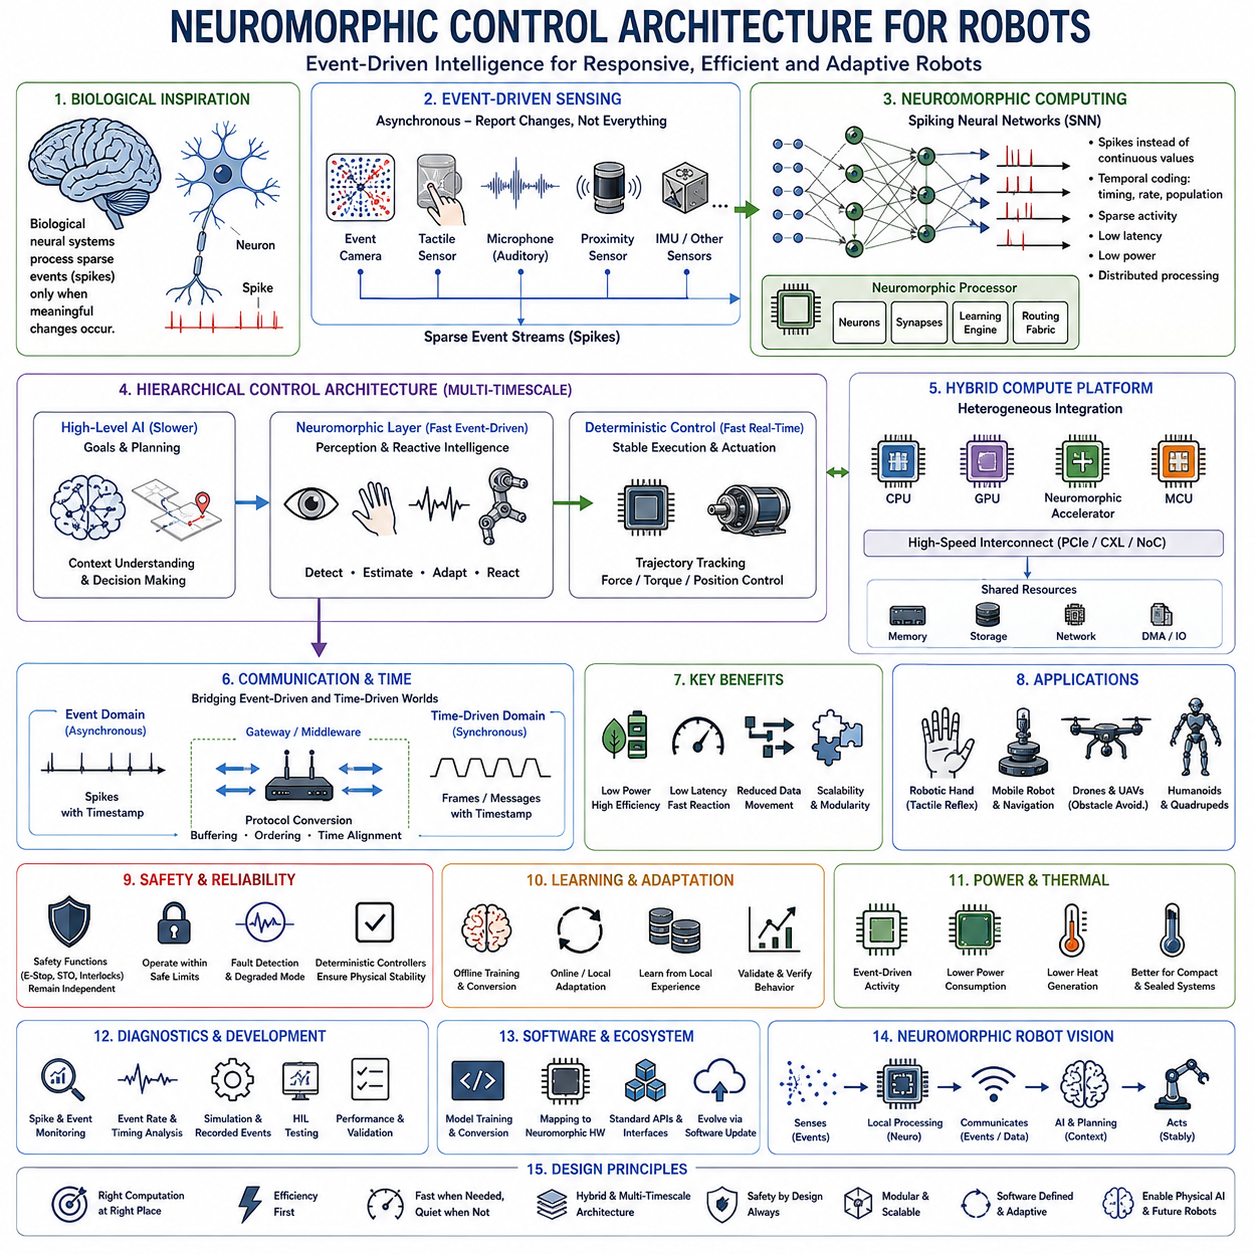 NEUROMORPHIC CONTROL ARCHITECTURE FOR ROBOTS
Event-Driven Intelligence for Responsive, Efficient and Adaptive Robots
1. BIOLOGICAL INSPIRATION
Biological
neural systems
process sparse
events (spikes)
only when
meaningful
changes occur.
Neuron
Spike
2. EVENT-DRIVEN SENSING
Asynchronous – Report Changes, Not Everything
Event
Camera
Tactile
Sensor
Microphone
(Auditory)
Proximity
Sensor
IMU / Other
Sensors
...
Sparse Event Streams (Spikes)
3. NEUROMORPHIC COMPUTING
Spiking Neural Networks (SNN)
• Spikes instead of
continuous values
• Temporal coding:
timing, rate, population
• Sparse activity
• Low latency
• Low power
• Distributed processing
Neuromorphic Processor
Neurons
Synapses
Learning
Engine
Routing
Fabric
4. HIERARCHICAL CONTROL ARCHITECTURE (MULTI-TIMESCALE)
High-Level AI (Slower)
Goals & Planning
Context Understanding
& Decision Making
Neuromorphic Layer (Fast Event-Driven)
Perception & Reactive Intelligence
Detect • Estimate • Adapt • React
Deterministic Control (Fast Real-Time)
Stable Execution & Actuation
Trajectory Tracking
Force / Torque / Position Control
5. HYBRID COMPUTE PLATFORM
Heterogeneous Integration
CPU
GPU
Neuromorphic
Accelerator
MCU
High-Speed Interconnect (PCIe / CXL / NoC)
Shared Resources
Memory
Storage
Network
DMA / IO
6. COMMUNICATION & TIME
Bridging Event-Driven and Time-Driven Worlds
Event Domain
(Asynchronous)
Spikes
with Timestamp
Gateway / Middleware
Protocol Conversion
Buffering • Ordering • Time Alignment
Time-Driven Domain
(Synchronous)
Frames / Messages
with Timestamp
7. KEY BENEFITS
Low Power
High Efficiency
Low Latency
Fast Reaction
Reduced Data
Movement
Scalability
& Modularity
8. APPLICATIONS
Robotic Hand
(Tactile Reflex)
Mobile Robot
& Navigation
Drones & UAVs
(Obstacle Avoid.)
Humanoids
& Quadrupeds
9. SAFETY & RELIABILITY
Safety Functions
(E-Stop, STO, Interlocks)
Remain Independent
Operate within
Safe Limits
Fault Detection
& Degraded Mode
Deterministic Controllers
Ensure Physical Stability
10. LEARNING & ADAPTATION
Offline Training
& Conversion
Online / Local
Adaptation
Learn from Local
Experience
Validate & Verify
Behavior
11. POWER & THERMAL
Event-Driven
Activity
Lower Power
Consumption
Lower Heat
Generation
Better for Compact
& Sealed Systems
12. DIAGNOSTICS & DEVELOPMENT
Spike & Event
Monitoring
Event Rate &
Timing Analysis
Simulation &
Recorded Events
HIL
Testing
Performance &
Validation
13. SOFTWARE & ECOSYSTEM
</>
Model Training
& Conversion
Mapping to
Neuromorphic HW
Standard APIs &
Interfaces
Evolve via
Software Update
14. NEUROMORPHIC ROBOT VISION
Senses
(Events)
Local Processing
(Neuro)
Communicates
(Events / Data)
AI & Planning
(Context)
Acts
(Stably)
15. DESIGN PRINCIPLES
Right Computation
at Right Place
Efficiency
First
Fast when Needed,
Quiet when Not
Hybrid & Multi-Timescale
Architecture
Safety by Design
Always
Modular &
Scalable
Software Defined
& Adaptive
Enable Physical AI
& Future Robots